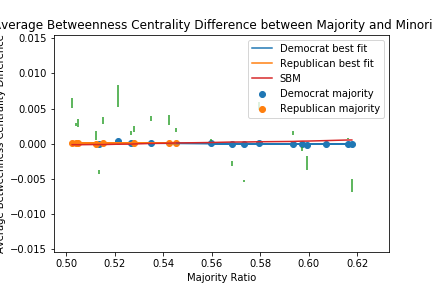 Average Betweenness Centrality Difference between Majority and Minori
0.015
0.010
0.005
0.000
−0.005
−0.010
−0.015
Average Betweenness Centrality Difference
Democrat best fit
Republican best fit
SBM
Democrat majority
Republican majority
0.50 0.52 0.54 0.56 0.58 0.60 0.62
Majority Ratio